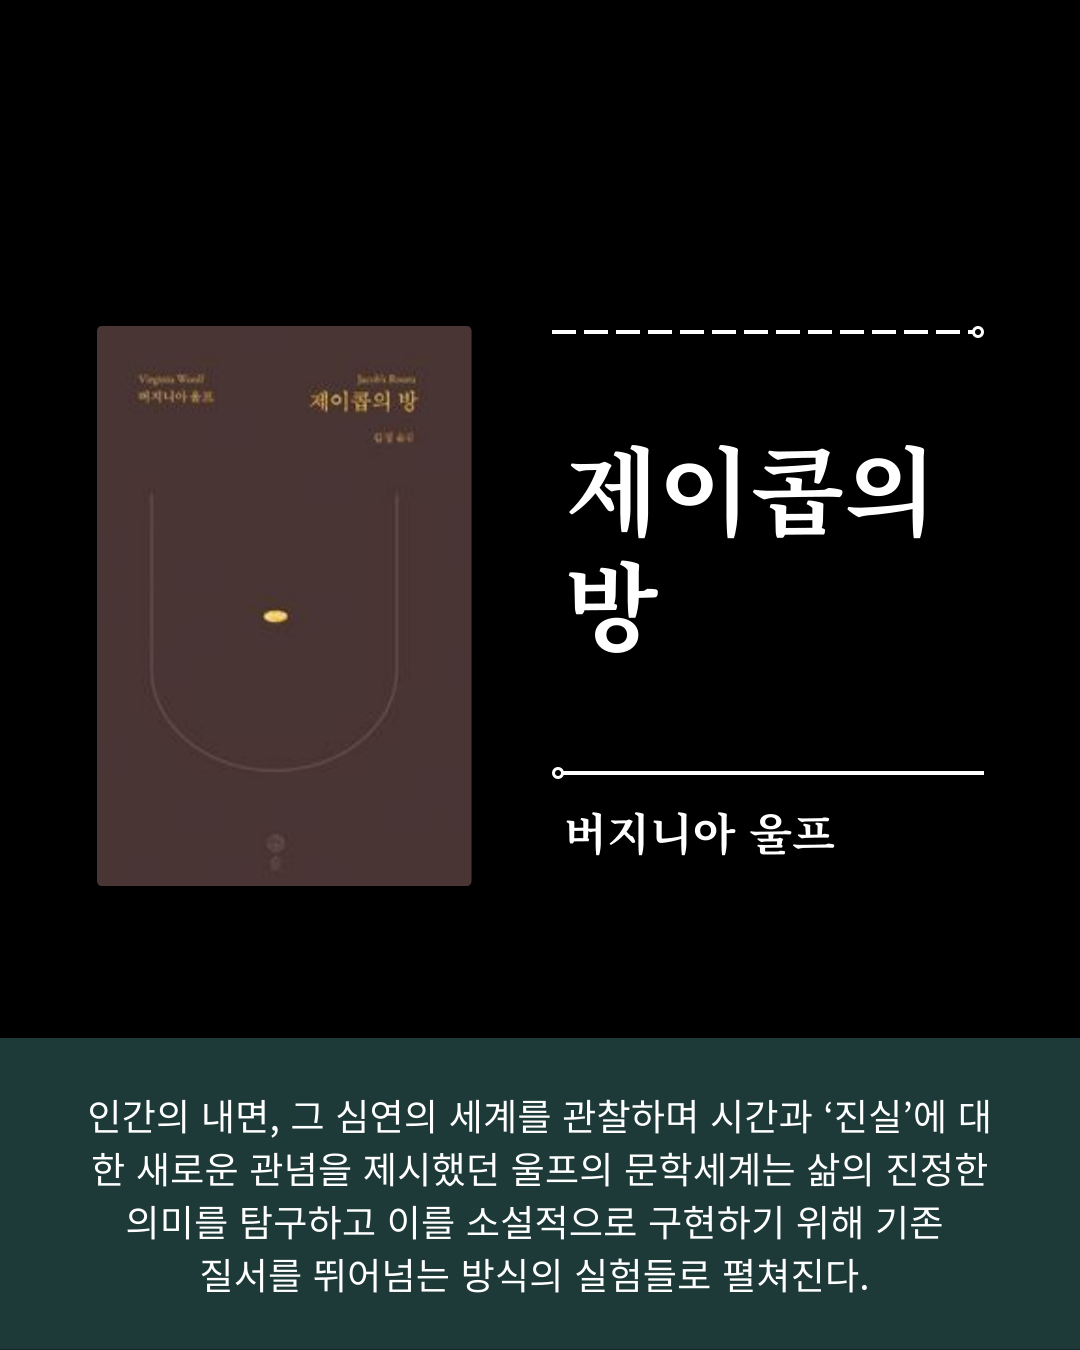 Virginia Woolf
버지니아 울프
Jacob's Room
제이콥의 방
제이콥의
방
버지니아 울프
인간의 내면, 그 심연의 세계를 관찰하며 시간과 ‘진실’에 대
한 새로운 관념을 제시했던 울프의 문학세계는 삶의 진정한
의미를 탐구하고 이를 소설적으로 구현하기 위해 기존
질서를 뛰어넘는 방식의 실험들로 펼쳐진다.